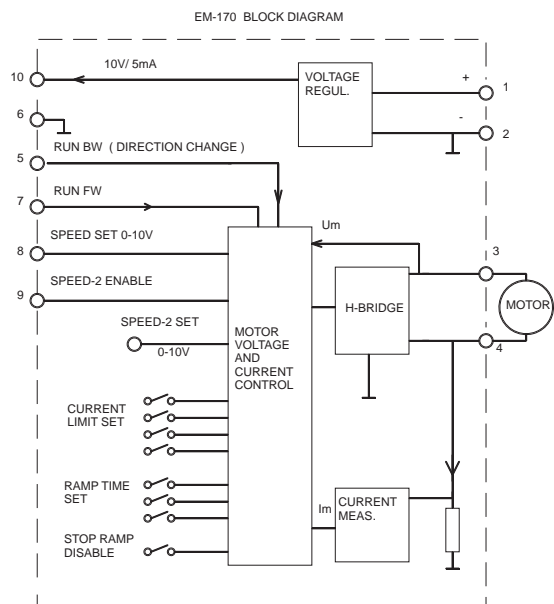 EM-170 BLOCK DIAGRAM
10
10V/ 5mA
VOLTAGE
REGUL.
+
1
-
2
6
5
RUN BW ( DIRECTION CHANGE )
7
RUN FW
8
SPEED SET 0-10V
9
SPEED-2 ENABLE
SPEED-2 SET
0-10V
MOTOR
VOLTAGE
AND
CURRENT
CONTROL
Um
H-BRIDGE
3
MOTOR
4
CURRENT
LIMIT SET
RAMP TIME
SET
STOP RAMP
DISABLE
Im
CURRENT
MEAS.